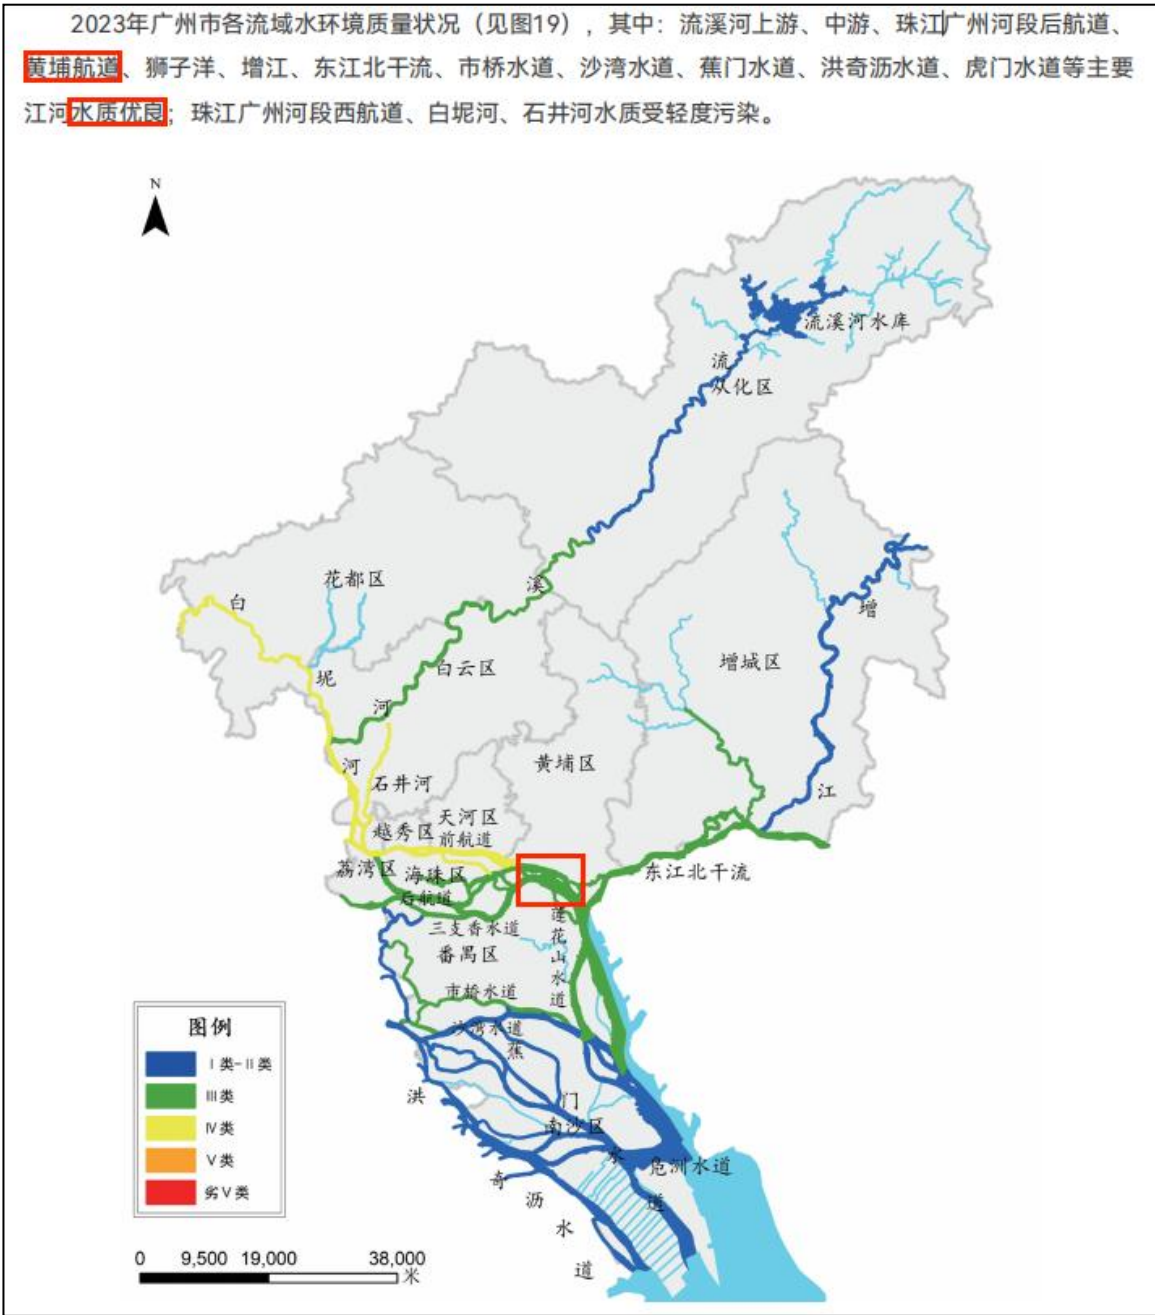 2023年广州市各流域水环境质量状况（见图19），其中：流溪河上游、中游、珠江广州河段后航道、
黄埔航道、狮子洋、增江、东江北干流、市桥水道、沙湾水道、蕉门水道、洪奇沥水道、虎门水道等主要
江河水质优良；珠江广州河段西航道、白坭河、石井河水质受轻度污染。
N
流溪河水库
流
从化区
溪
花都区
白
增
坭
白云区
增城区
河
河
石井河
黄埔区
江
天河区
越秀区
前航道
荔湾区
海珠区
东江北干流
后航道
莲花山水道
三支香水道
番禺区
市桥水道
沙湾水道
蕉
图例
I类-II类
III类
IV类
V类
劣V类
洪
门
南沙区
水
凫洲水道
奇
沥
道
水
道
0 9,500 19,000 38,000
米